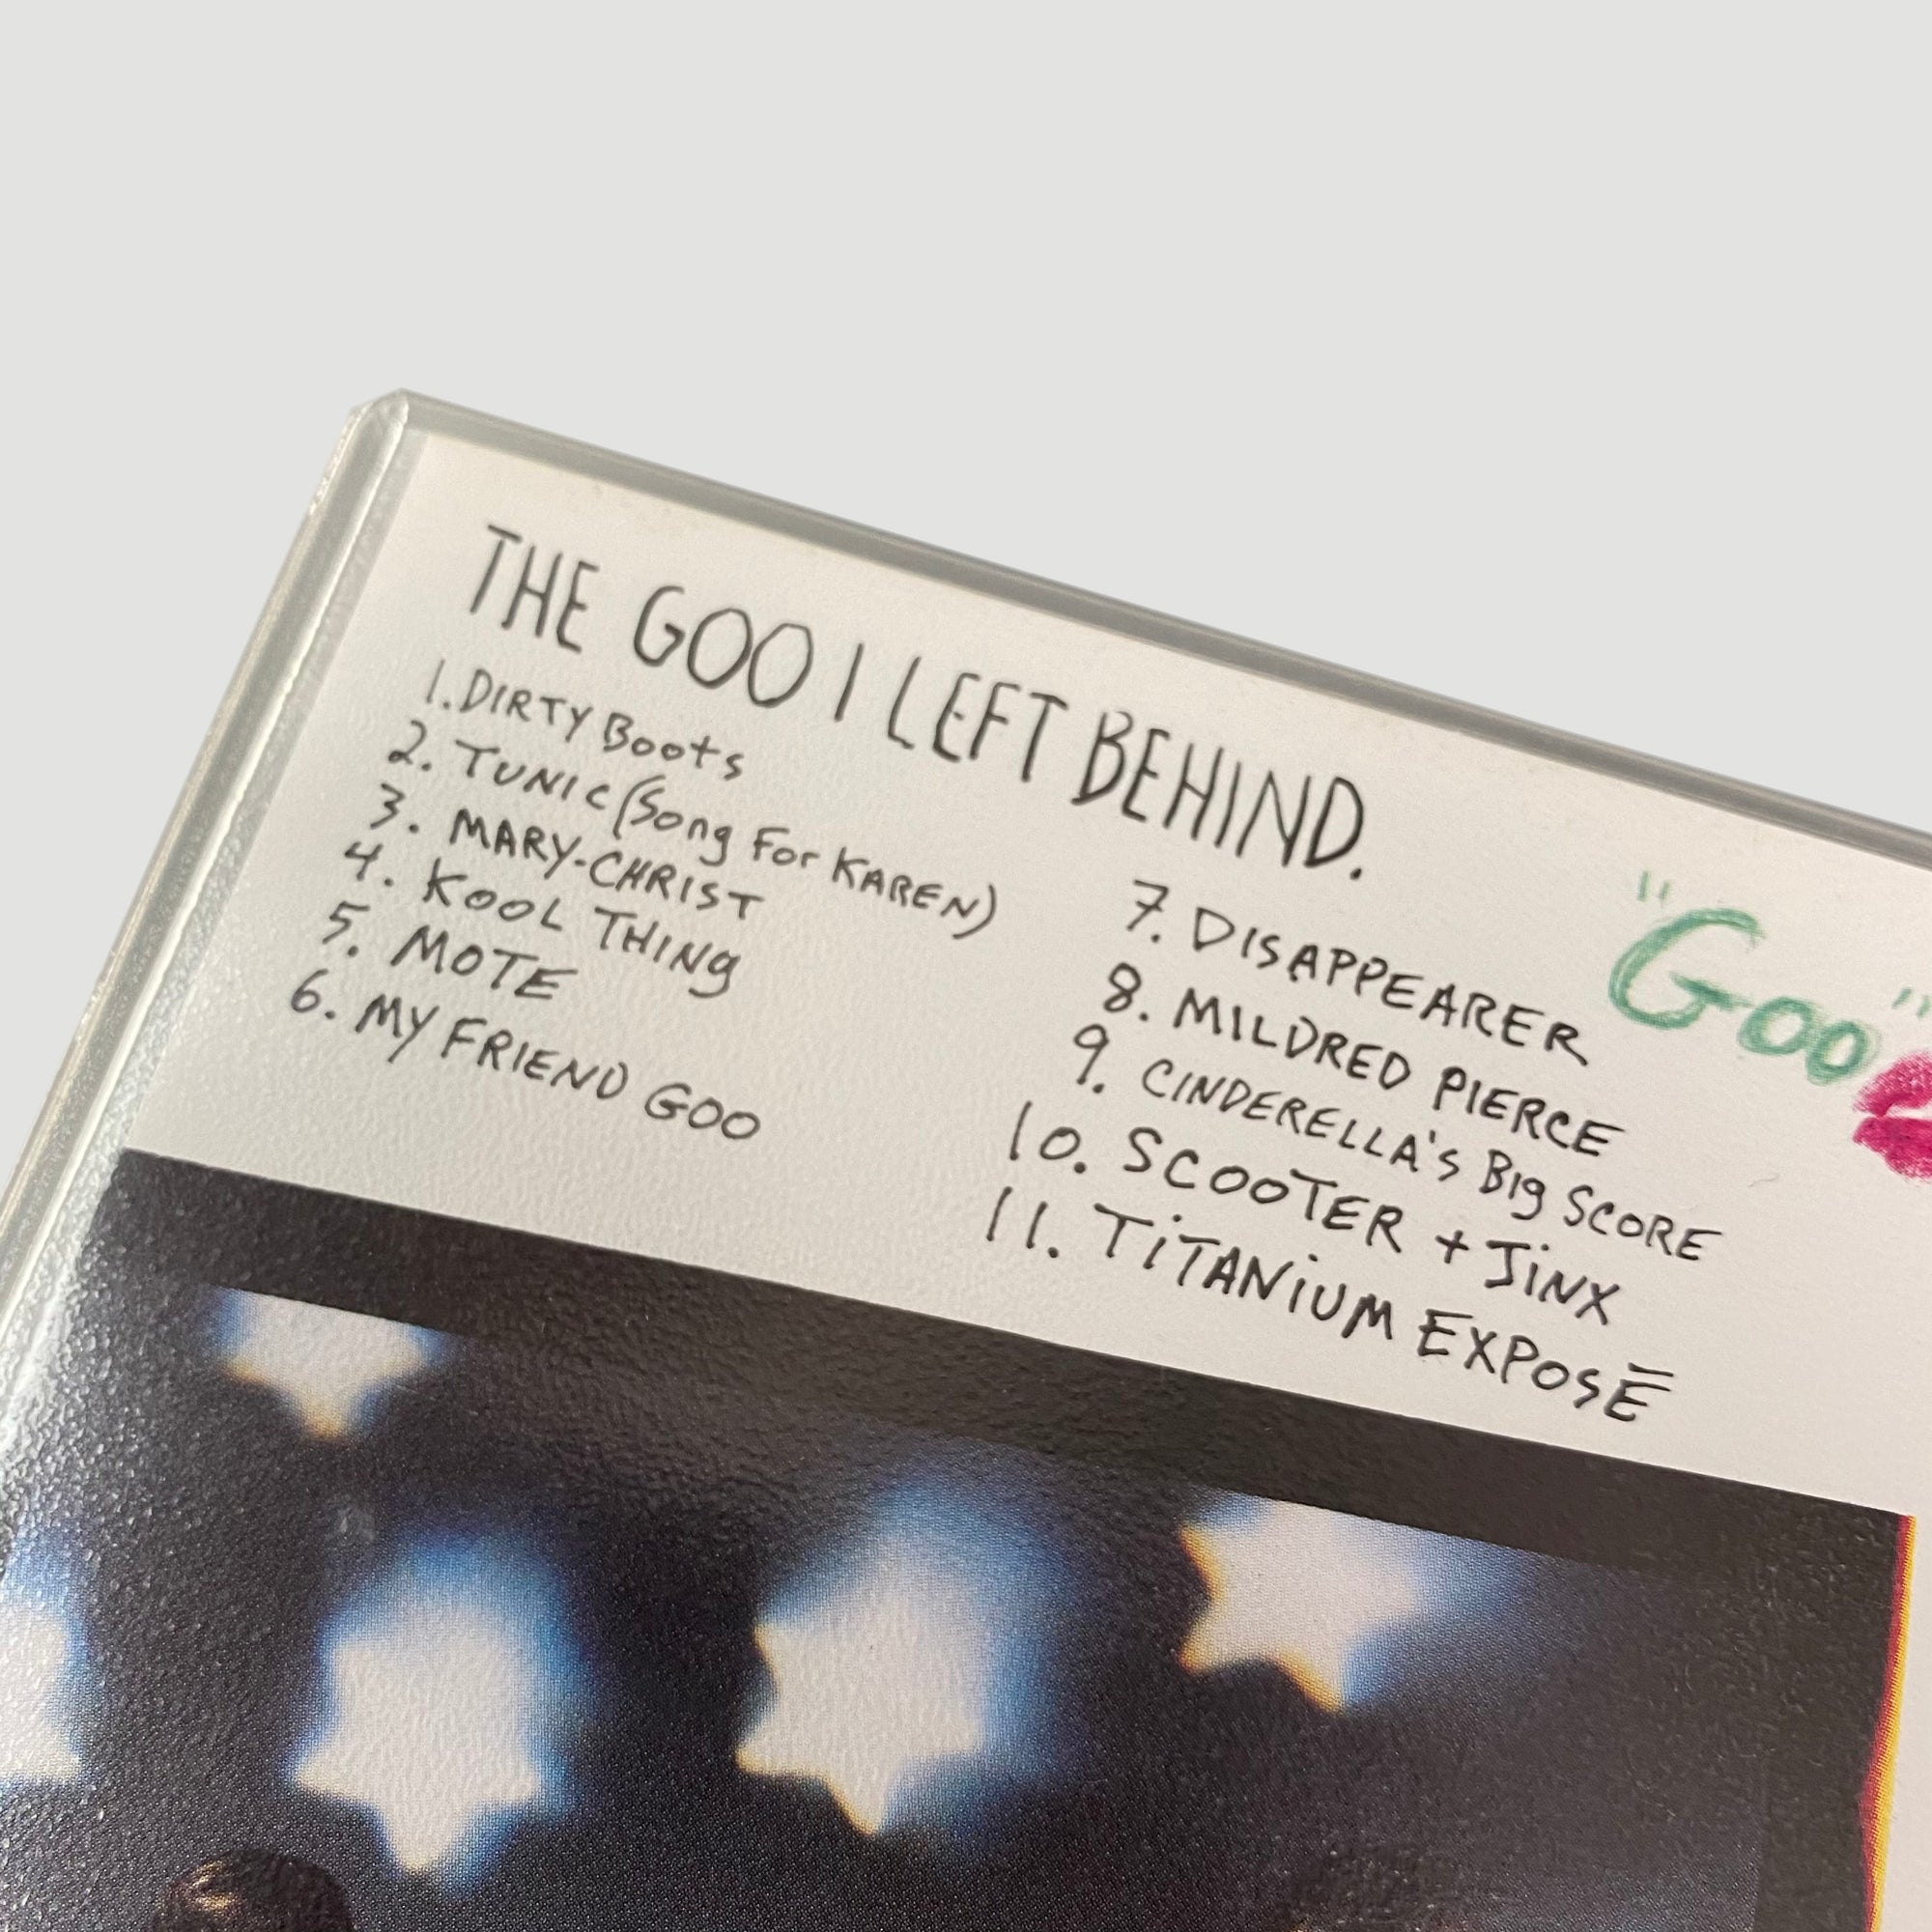 THE GOO I LEFT BEHIND.
1. DIRTY Boots
2. TUNIC (Song For KAREN)
3. MARY-CHRIST
4. KOOL THING
5. MOTE
6. MY FRIEND GOO
7. DISAPPEARER
8. MILDRED PIERCE
9. CINDERELLA'S Big SCORE
10. SCOOTER + JiNX
11. TiTANiUM EXPOSĒ
"Goo"